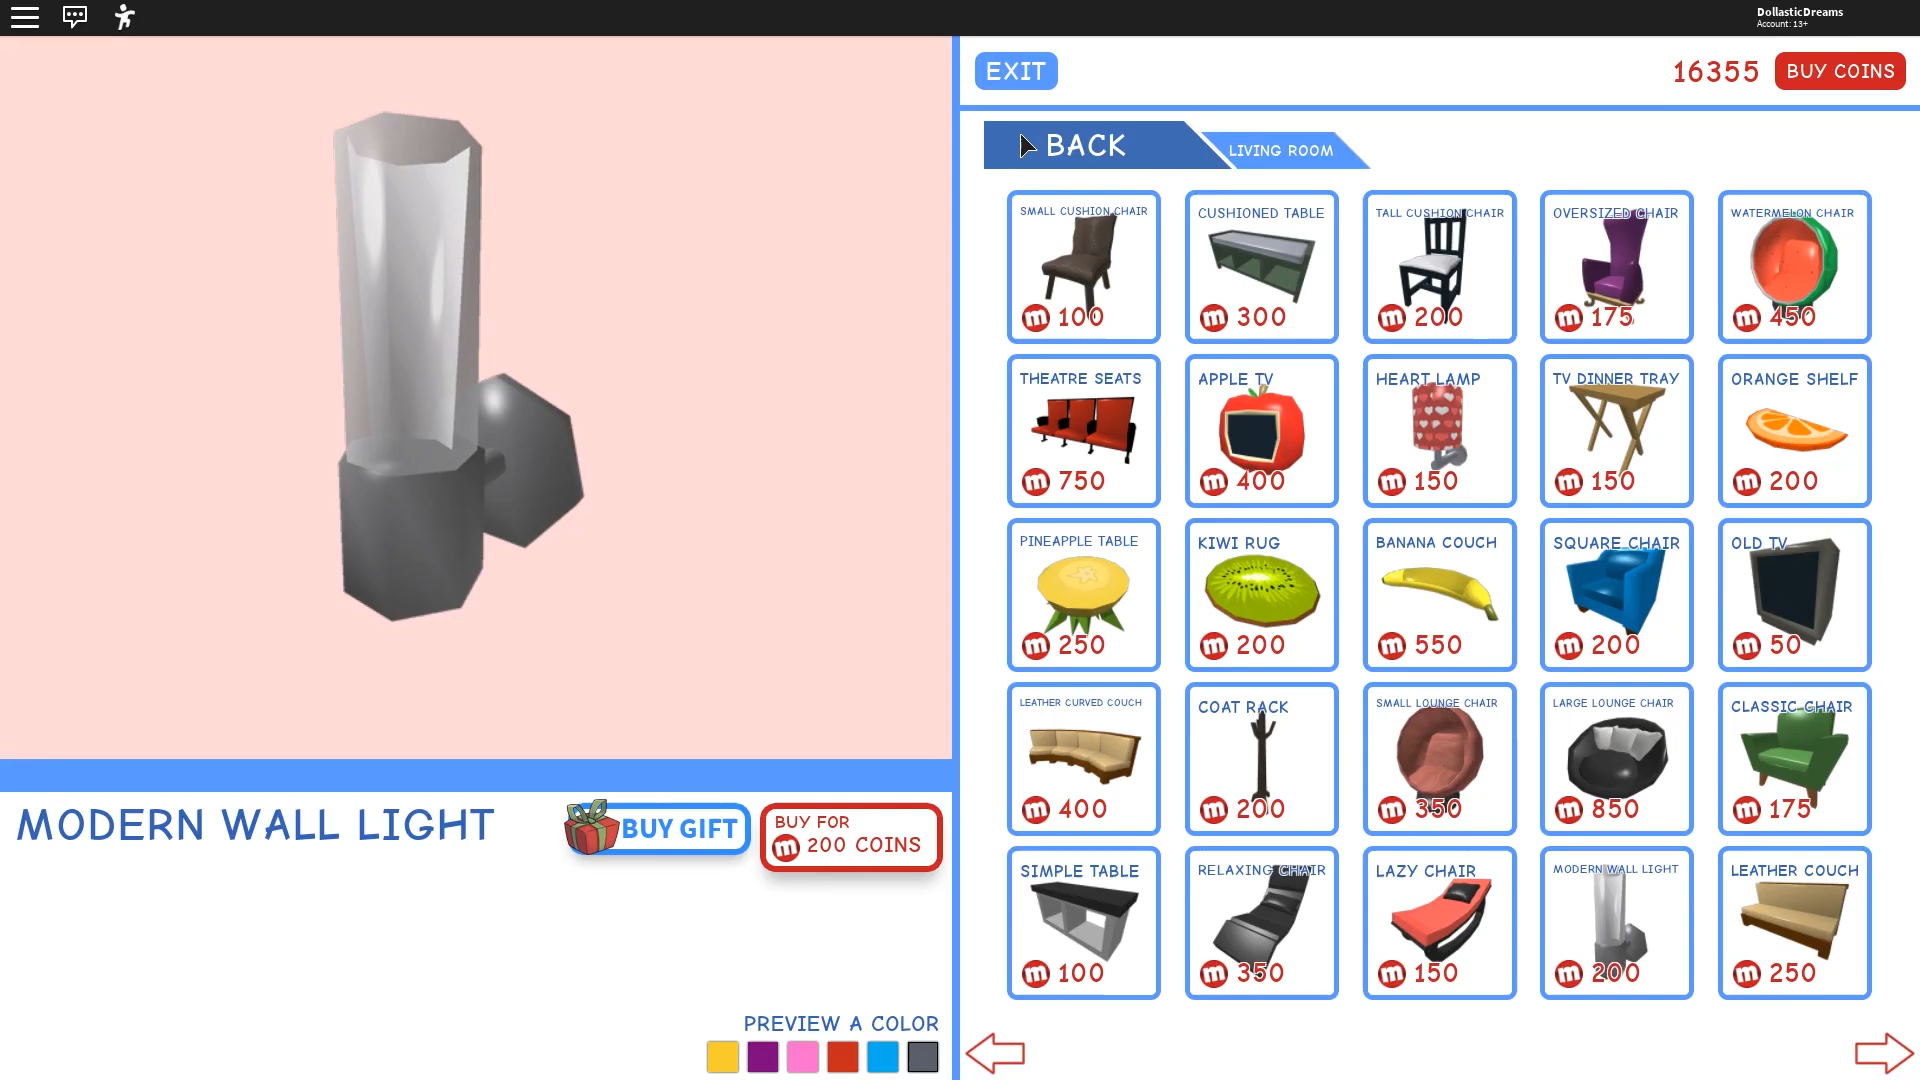 DollasticDreams
Account: 13+
EXIT
16355
BUY COINS
BACK
LIVING ROOM
SMALL CUSHION CHAIR
m 100
CUSHIONED TABLE
m 300
TALL CUSHION CHAIR
m 200
OVERSIZED CHAIR
m 175
WATERMELON CHAIR
m 450
THEATRE SEATS
m 750
APPLE TV
m 400
HEART LAMP
m 150
TV DINNER TRAY
m 150
ORANGE SHELF
m 200
PINEAPPLE TABLE
m 250
KIWI RUG
m 200
BANANA COUCH
m 550
SQUARE CHAIR
m 200
OLD TV
m 50
LEATHER CURVED COUCH
m 400
COAT RACK
m 200
SMALL LOUNGE CHAIR
m 350
LARGE LOUNGE CHAIR
m 850
CLASSIC CHAIR
m 175
SIMPLE TABLE
m 100
RELAXING CHAIR
m 350
LAZY CHAIR
m 150
MODERN WALL LIGHT
m 200
LEATHER COUCH
m 250
MODERN WALL LIGHT
BUY GIFT
BUY FOR
m 200 COINS
PREVIEW A COLOR